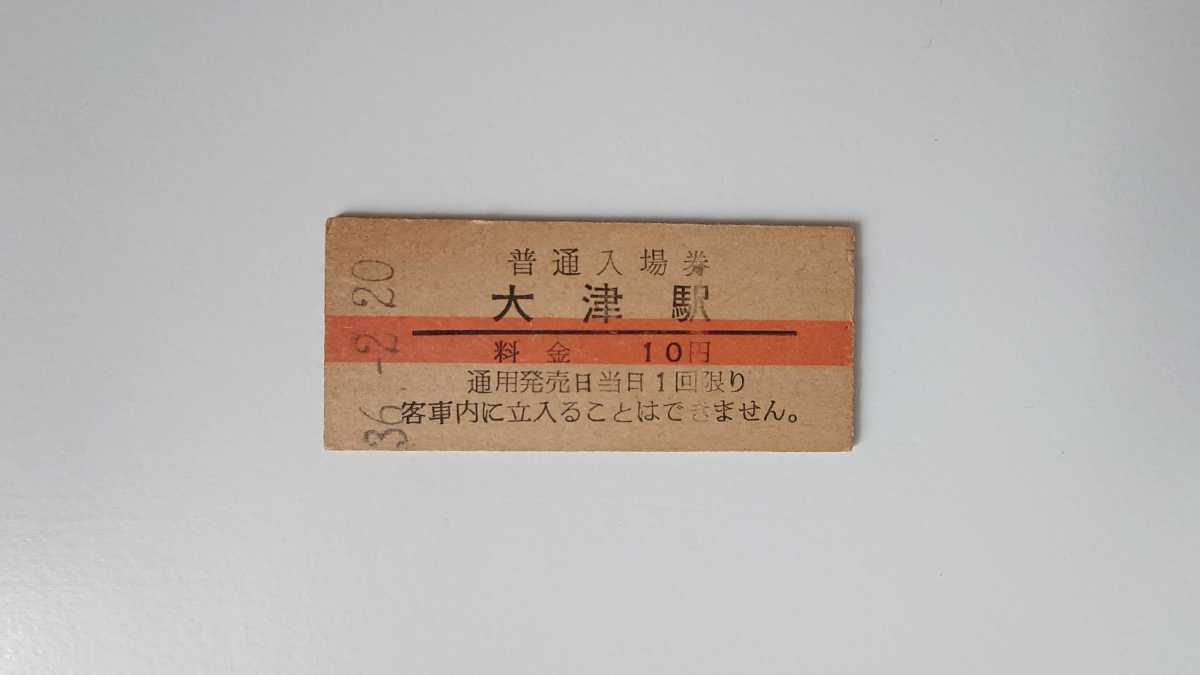 普通入場券
大津駅
料金 10円
通用発売日当日1回限り
客車内に立入ることはできません。
36.-2.20